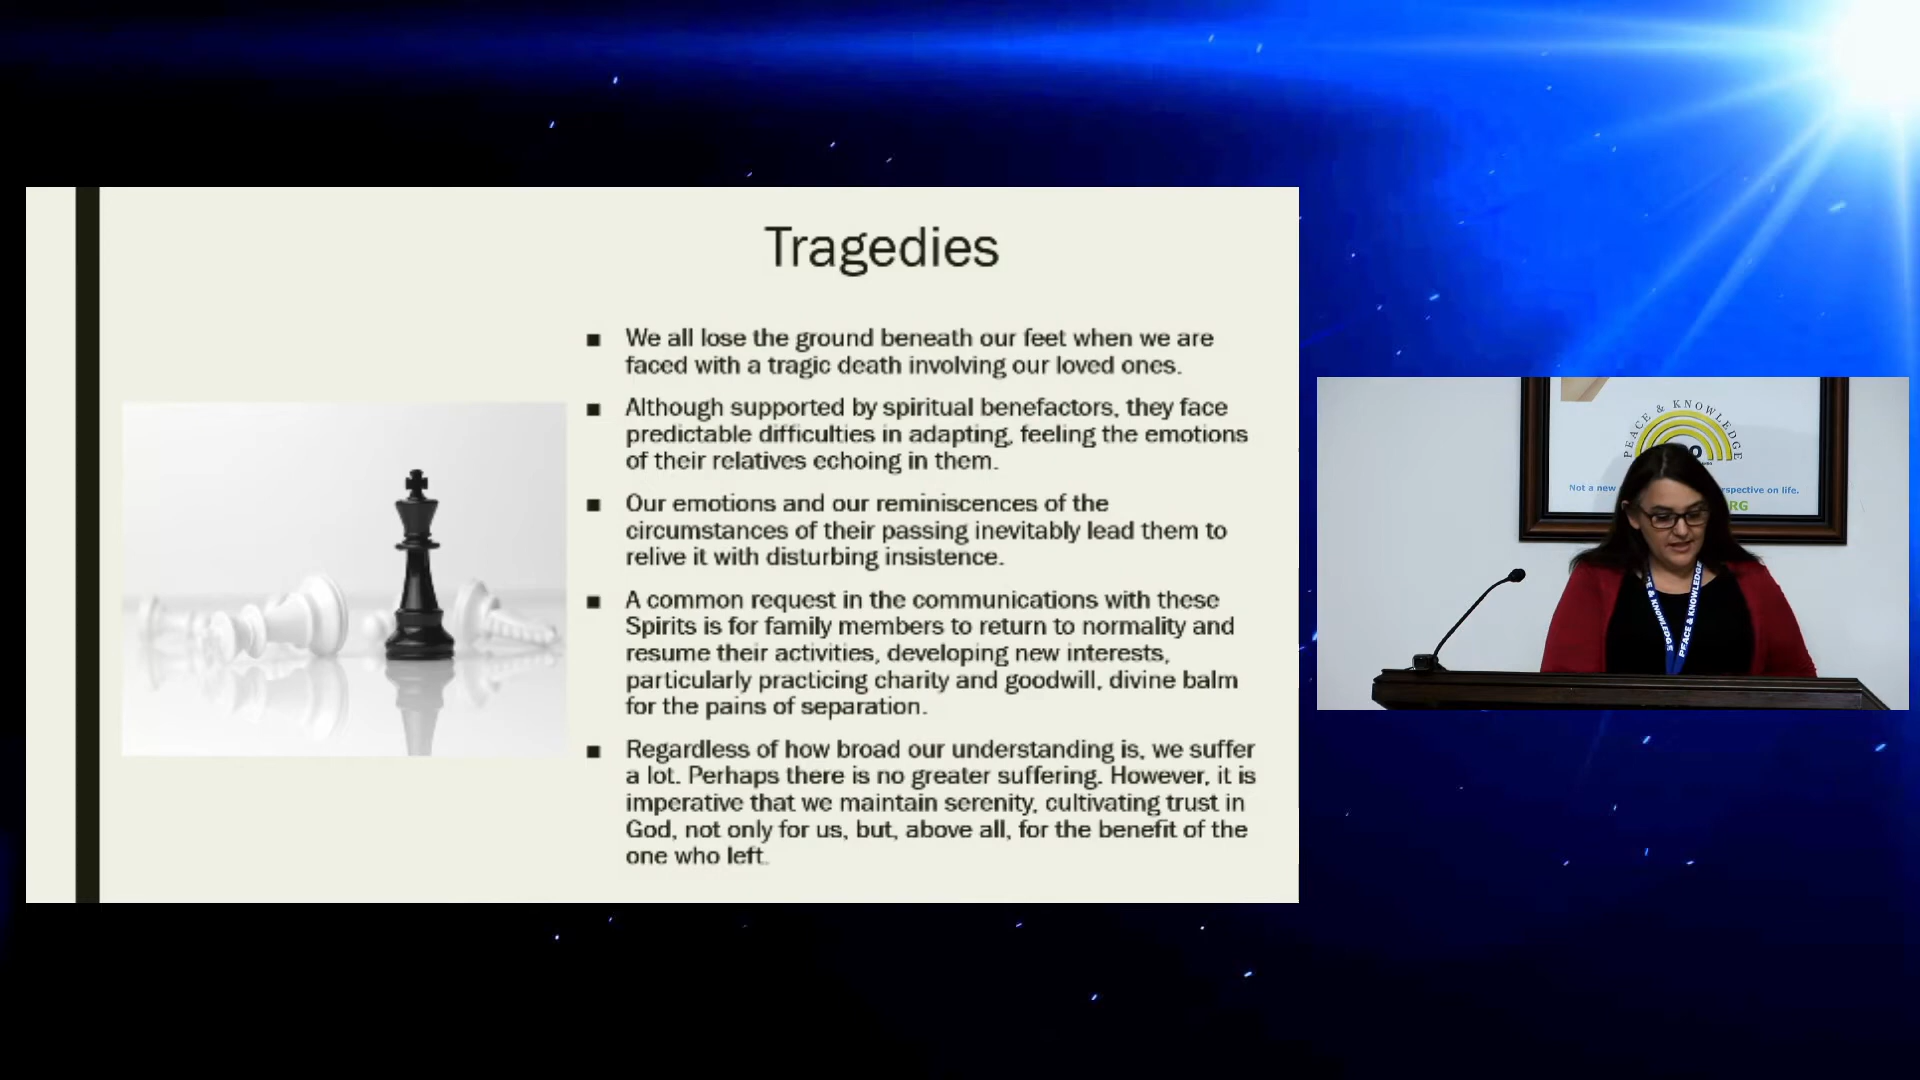 Tragedies
■ We all lose the ground beneath our feet when we are
faced with a tragic death involving our loved ones.
■ Although supported by spiritual benefactors, they face
predictable difficulties in adapting, feeling the emotions
of their relatives echoing in them.
■ Our emotions and our reminiscences of the
circumstances of their passing inevitably lead them to
relive it with disturbing insistence.
■ A common request in the communications with these
Spirits is for family members to return to normality and
resume their activities, developing new interests,
particularly practicing charity and goodwill, divine balm
for the pains of separation.
■ Regardless of how broad our understanding is, we suffer
a lot. Perhaps there is no greater suffering. However, it is
imperative that we maintain serenity, cultivating trust in
God, not only for us, but, above all, for the benefit of the
one who left.
PEACE & KNOWLEDGE
Not a new
rspective on life.
RG
CE & KNOWLEDGE
PEACE & KNOWLEDGE